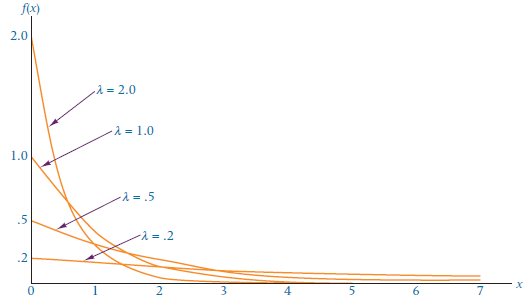 f(x)
2.0
λ = 2.0
λ = 1.0
1.0
λ = .5
.5
λ = .2
.2
0 1 2 3 4 5 6 7 x